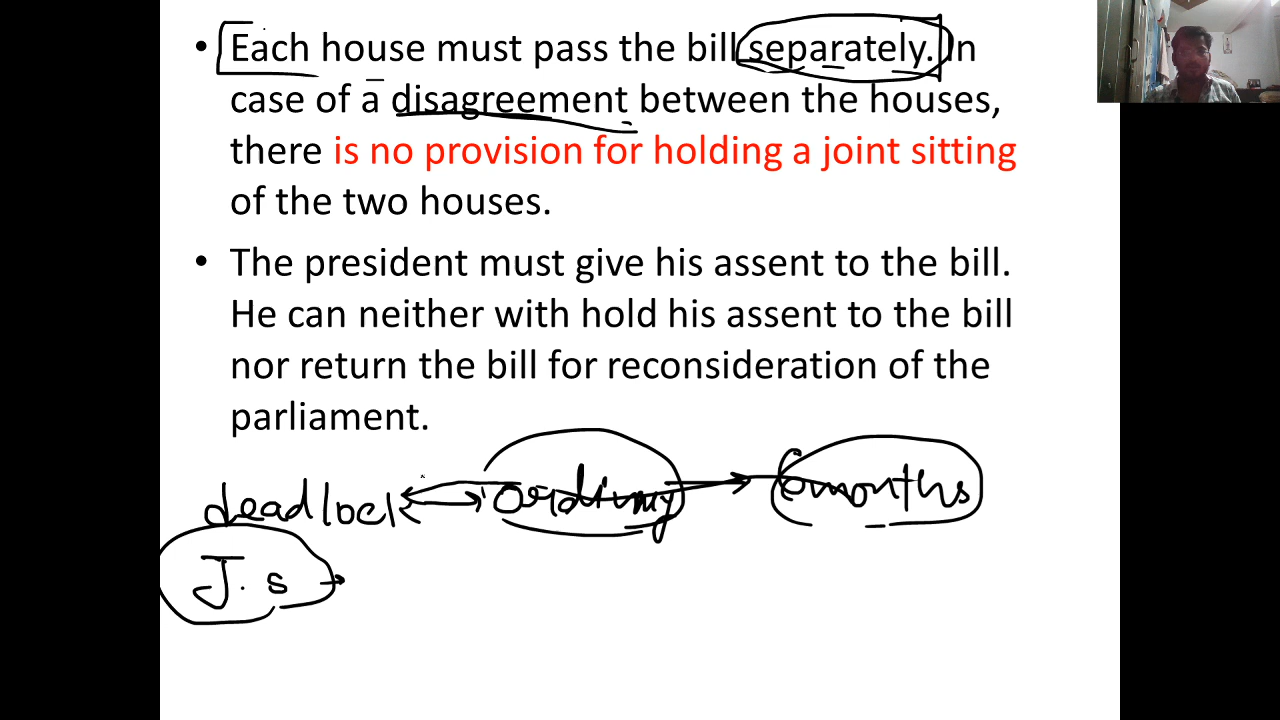 • Each house must pass the bill separately. In
case of a disagreement between the houses,
there is no provision for holding a joint sitting
of the two houses.
• The president must give his assent to the bill.
He can neither with hold his assent to the bill
nor return the bill for reconsideration of the
parliament.
deadlock ordinary 6months
J.s